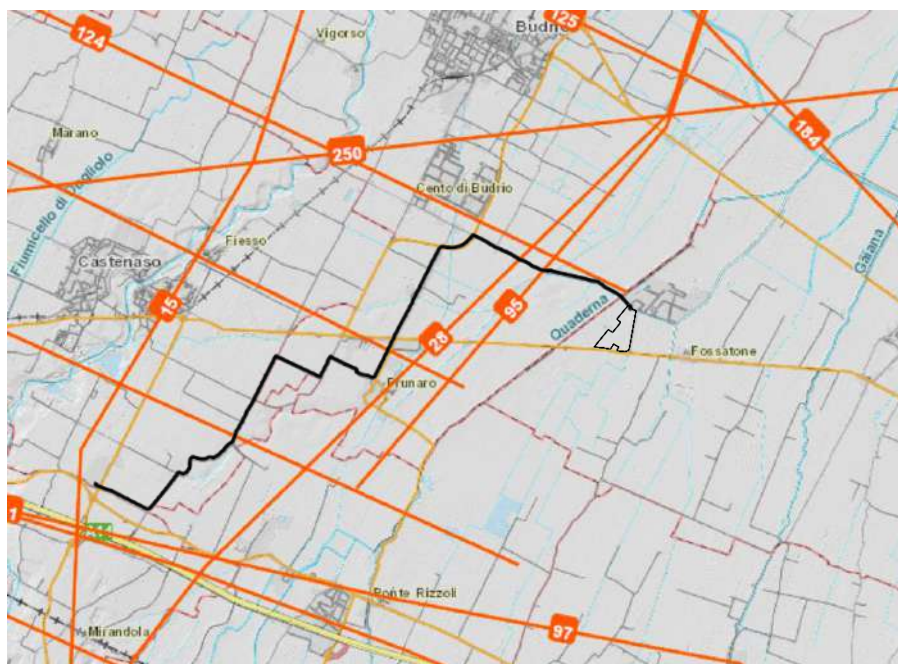 125
Budrio
124
Vigorso
Marano
250
184
Cento di Budrio
Fiumicello di Dugliolo
Fiesso
Gaiana
Castenaso
15
95
Quaderna
28
Fossatone
Prunaro
1
Ponte Rizzoli
Mirandola
97